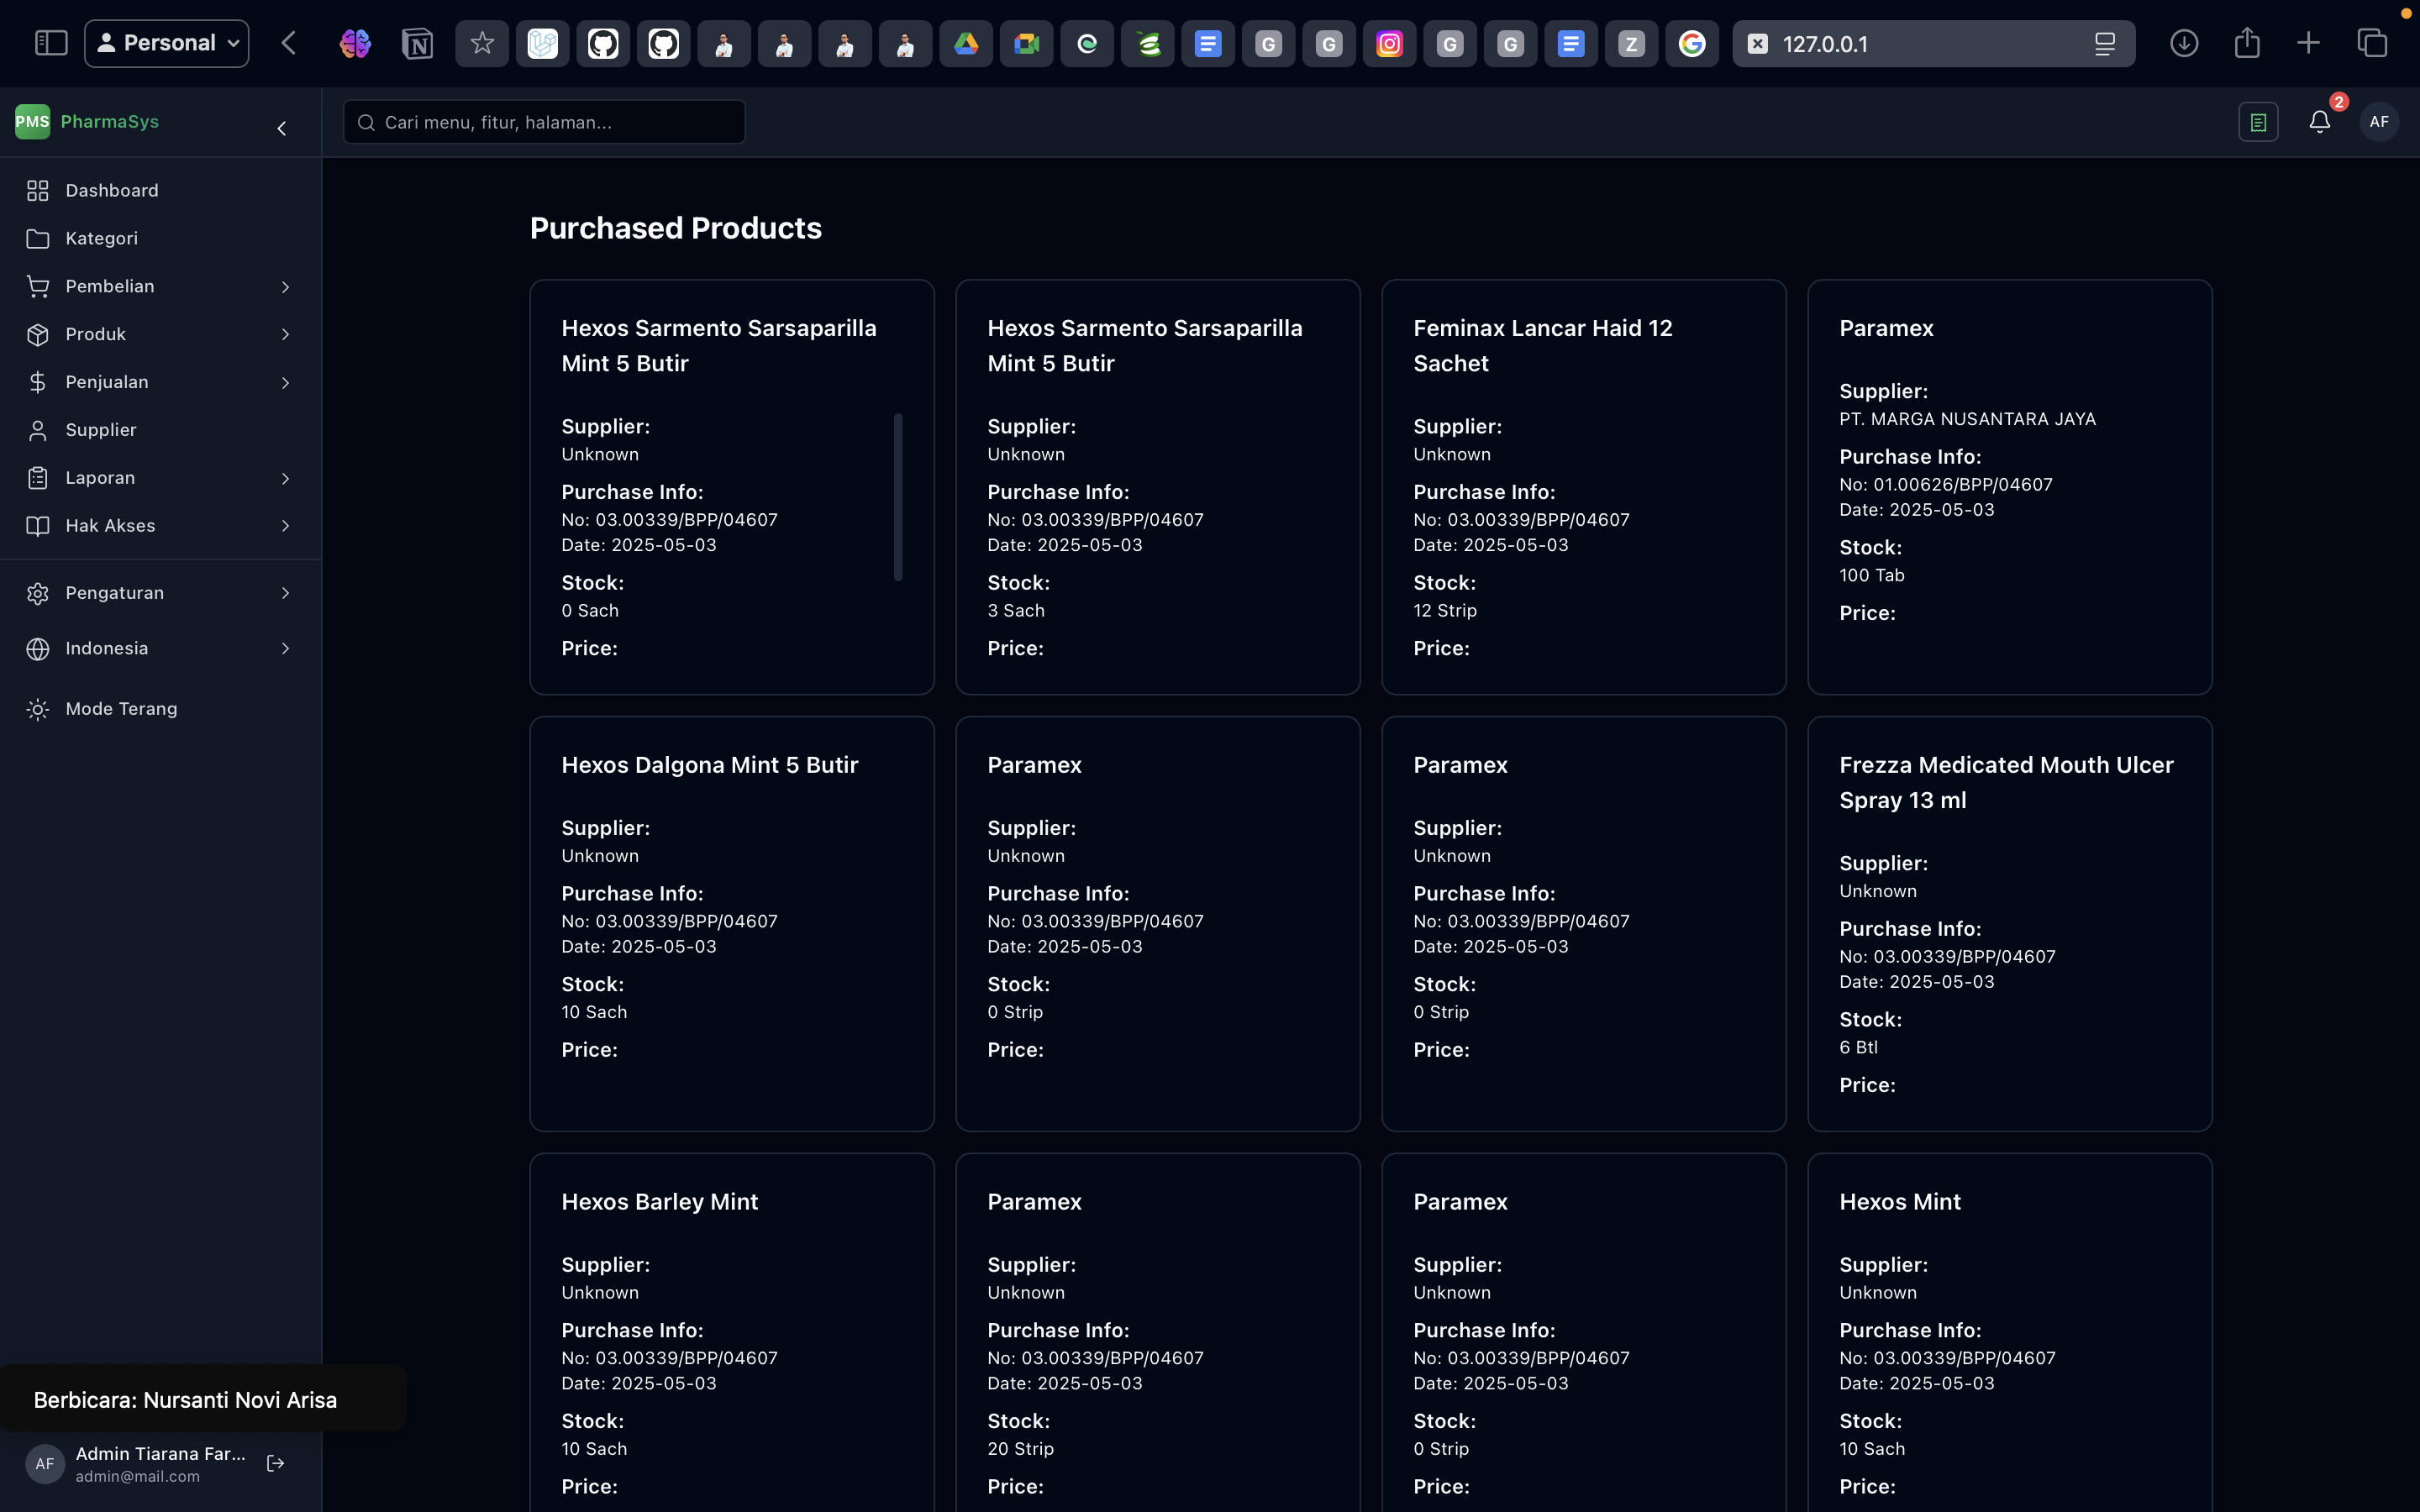 Personal
G
G
G
G
Z
127.0.0.1
PMS
PharmaSys
Cari menu, fitur, halaman...
2
AF
Dashboard
Kategori
Pembelian
Produk
Penjualan
Supplier
Laporan
Hak Akses
Pengaturan
Indonesia
Mode Terang
Berbicara: Nursanti Novi Arisa
AF
Admin Tiarana Far...
admin@mail.com
Purchased Products
Hexos Sarmento Sarsaparilla
Mint 5 Butir
Supplier:
Unknown
Purchase Info:
No: 03.00339/BPP/04607
Date: 2025-05-03
Stock:
0 Sach
Price:
Hexos Sarmento Sarsaparilla
Mint 5 Butir
Supplier:
Unknown
Purchase Info:
No: 03.00339/BPP/04607
Date: 2025-05-03
Stock:
3 Sach
Price:
Feminax Lancar Haid 12
Sachet
Supplier:
Unknown
Purchase Info:
No: 03.00339/BPP/04607
Date: 2025-05-03
Stock:
12 Strip
Price:
Paramex
Supplier:
PT. MARGA NUSANTARA JAYA
Purchase Info:
No: 01.00626/BPP/04607
Date: 2025-05-03
Stock:
100 Tab
Price:
Hexos Dalgona Mint 5 Butir
Supplier:
Unknown
Purchase Info:
No: 03.00339/BPP/04607
Date: 2025-05-03
Stock:
10 Sach
Price:
Paramex
Supplier:
Unknown
Purchase Info:
No: 03.00339/BPP/04607
Date: 2025-05-03
Stock:
0 Strip
Price:
Paramex
Supplier:
Unknown
Purchase Info:
No: 03.00339/BPP/04607
Date: 2025-05-03
Stock:
0 Strip
Price:
Frezza Medicated Mouth Ulcer
Spray 13 ml
Supplier:
Unknown
Purchase Info:
No: 03.00339/BPP/04607
Date: 2025-05-03
Stock:
6 Btl
Price:
Hexos Barley Mint
Supplier:
Unknown
Purchase Info:
No: 03.00339/BPP/04607
Date: 2025-05-03
Stock:
10 Sach
Price:
Paramex
Supplier:
Unknown
Purchase Info:
No: 03.00339/BPP/04607
Date: 2025-05-03
Stock:
20 Strip
Price:
Paramex
Supplier:
Unknown
Purchase Info:
No: 03.00339/BPP/04607
Date: 2025-05-03
Stock:
0 Strip
Price:
Hexos Mint
Supplier:
Unknown
Purchase Info:
No: 03.00339/BPP/04607
Date: 2025-05-03
Stock:
10 Sach
Price: